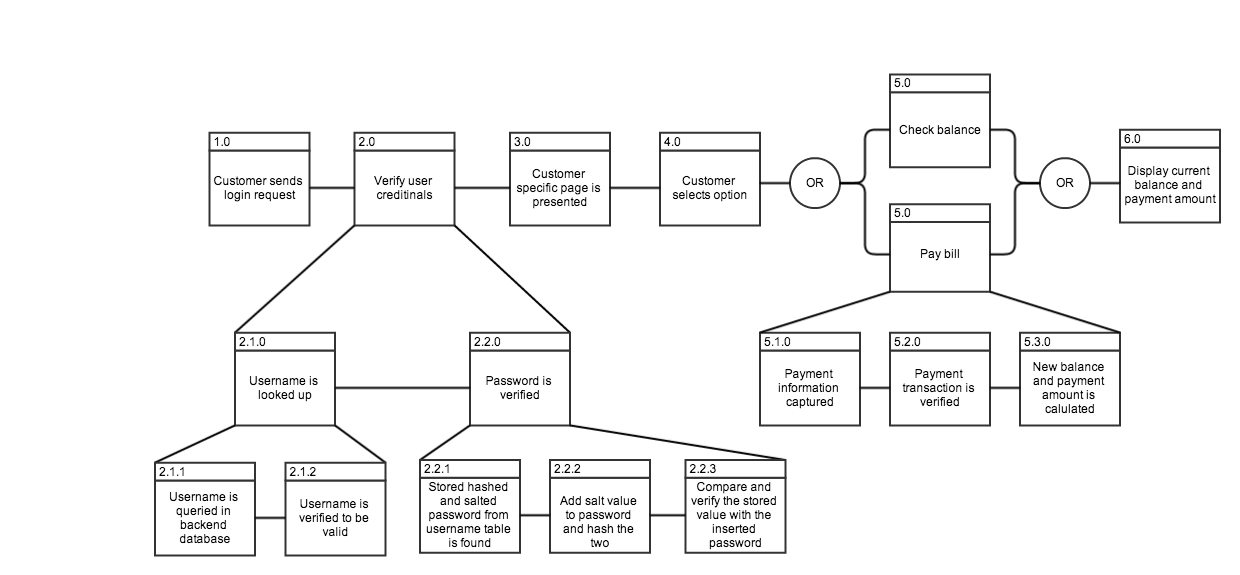 1.0
Customer sends
login request
2.0
Verify user
creditinals
3.0
Customer
specific page is
presented
4.0
Customer
selects option
OR
5.0
Check balance
5.0
Pay bill
OR
6.0
Display current
balance and
payment amount
2.1.0
Username is
looked up
2.2.0
Password is
verified
5.1.0
Payment
information
captured
5.2.0
Payment
transaction is
verified
5.3.0
New balance
and payment
amount is
calulated
2.1.1
Username is
queried in
backend
database
2.1.2
Username is
verified to be
valid
2.2.1
Stored hashed
and salted
password from
username table
is found
2.2.2
Add salt value
to password
and hash the
two
2.2.3
Compare and
verify the stored
value with the
inserted
password